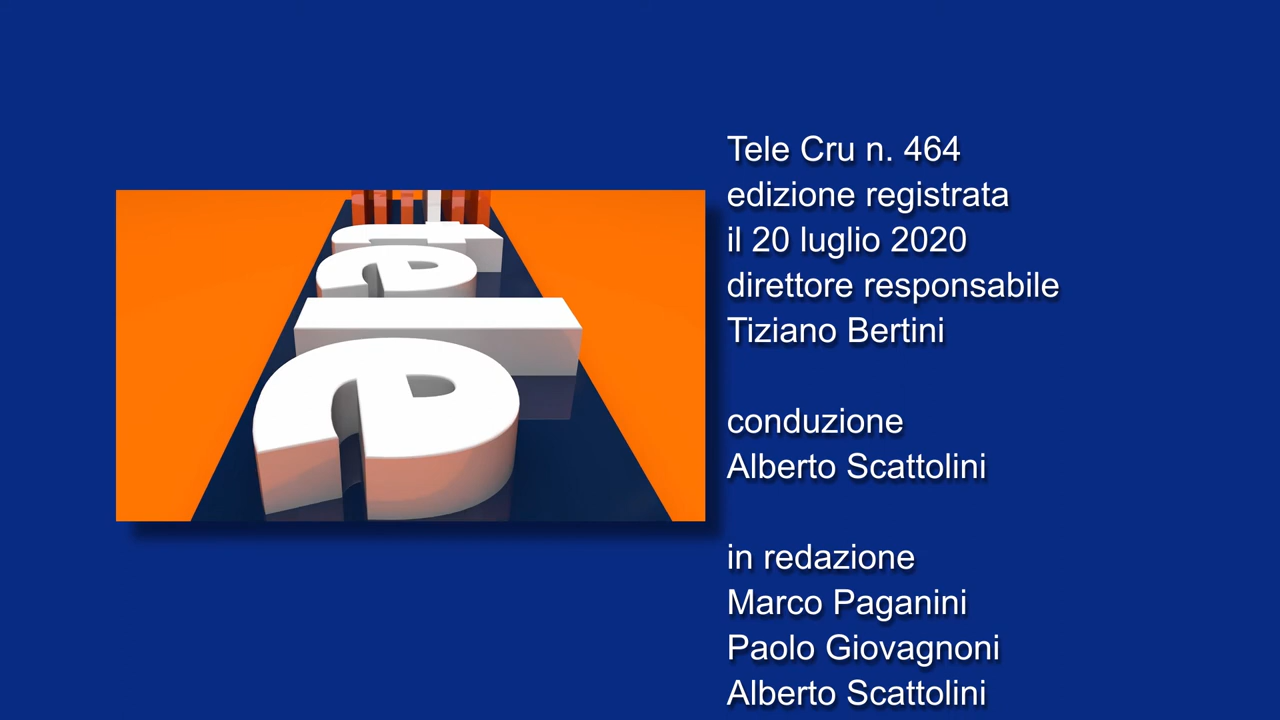 tele
Tele Cru n. 464
edizione registrata
il 20 luglio 2020
direttore responsabile
Tiziano Bertini
conduzione
Alberto Scattolini
in redazione
Marco Paganini
Paolo Giovagnoni
Alberto Scattolini